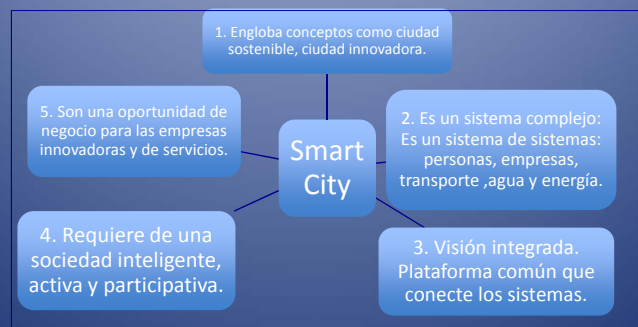 1. Engloba conceptos como ciudad
sostenible, ciudad innovadora.
5. Son una oportunidad de
negocio para las empresas
innovadoras y de servicios.
Smart
City
2. Es un sistema complejo:
Es un sistema de sistemas:
personas, empresas,
transporte ,agua y energía.
4. Requiere de una
sociedad inteligente,
activa y participativa.
3. Visión integrada.
Plataforma común que
conecte los sistemas.